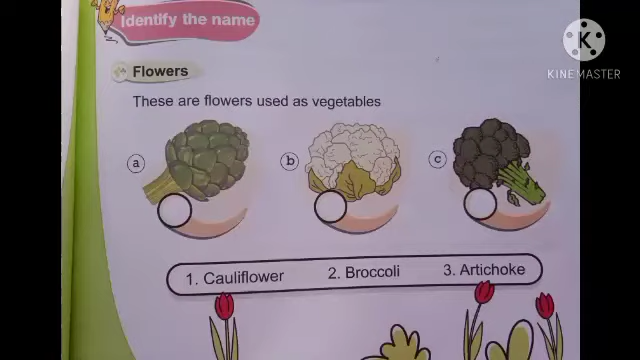 Identify the name
KINEMASTER
Flowers
These are flowers used as vegetables
a
b
c
1. Cauliflower 2. Broccoli 3. Artichoke